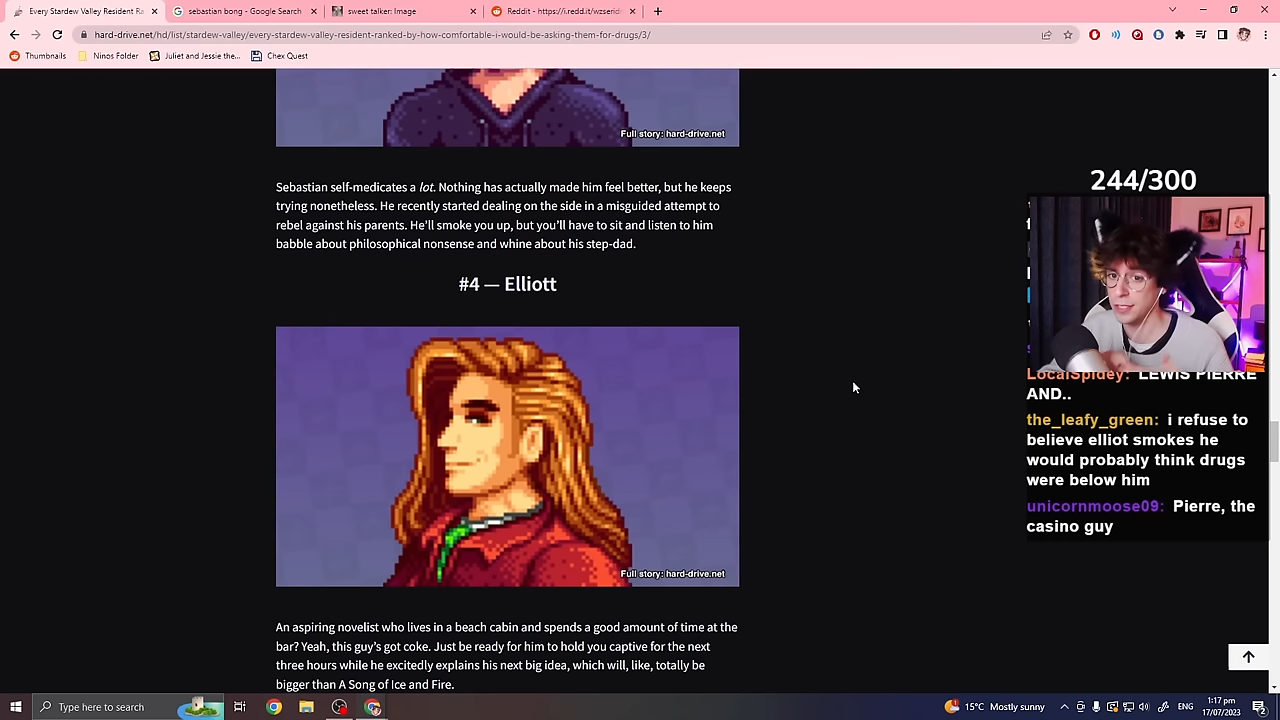 Every Stardew Valley Resident Ra
sebastian bong - Google Search
sweet talker: Image
Reddit - https://i.redd.it/wzserid
hard-drive.net/hd/list/stardew-valley/every-stardew-valley-resident-ranked-by-how-comfortable-i-would-be-asking-them-for-drugs/3/
Thumbnails
Ninos Folder
Juliet and Jessie the...
Chex Quest
Full story: hard-drive.net
Sebastian self-medicates a lot. Nothing has actually made him feel better, but he keeps
trying nonetheless. He recently started dealing on the side in a misguided attempt to
rebel against his parents. He'll smoke you up, but you'll have to sit and listen to him
babble about philosophical nonsense and whine about his step-dad.
#4 — Elliott
Full story: hard-drive.net
An aspiring novelist who lives in a beach cabin and spends a good amount of time at the
bar? Yeah, this guy's got coke. Just be ready for him to hold you captive for the next
three hours while he excitedly explains his next big idea, which will, like, totally be
bigger than A Song of Ice and Fire.
244/300
LocalSpidey: LEWIS PIERRE
AND..
the_leafy_green: i refuse to
believe elliot smokes he
would probably think drugs
were below him
unicornmoose09: Pierre, the
casino guy
Type here to search
15°C Mostly sunny
ENG
1:17 pm
17/07/2023
2